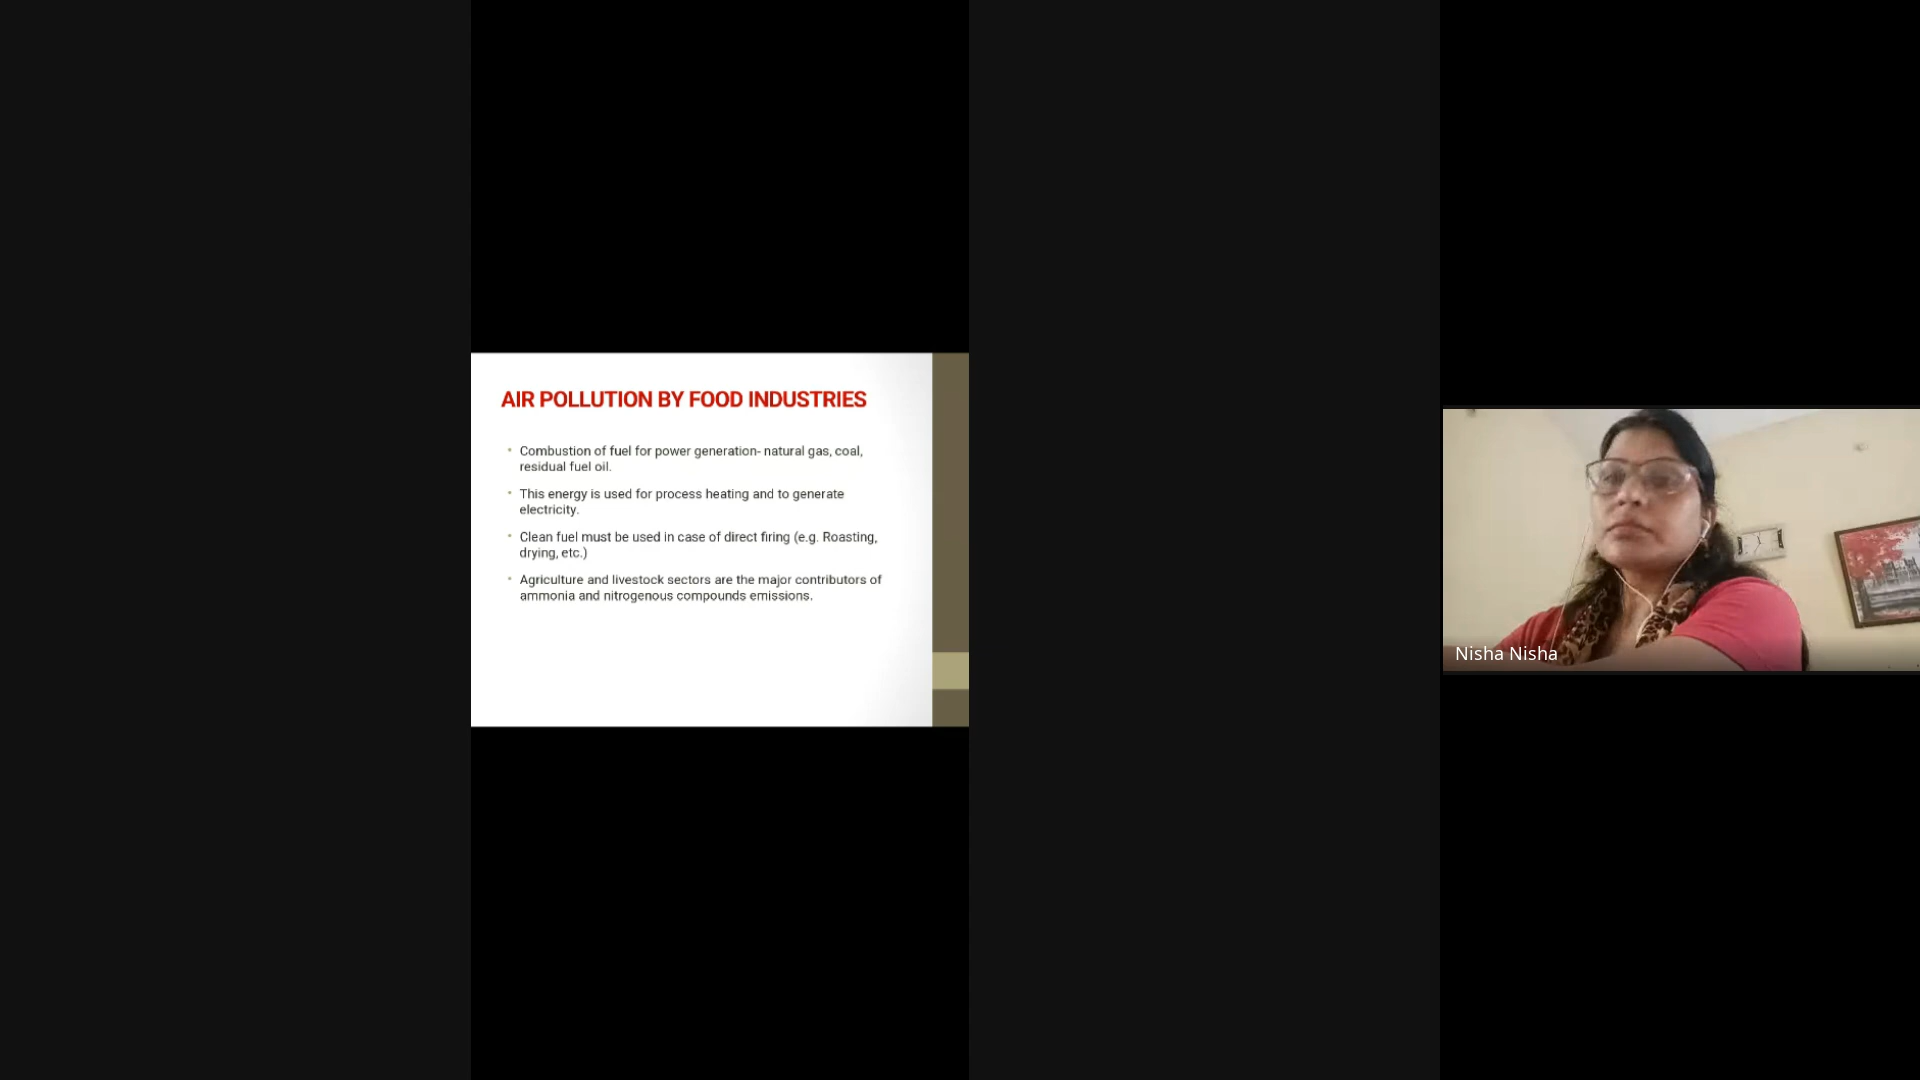 AIR POLLUTION BY FOOD INDUSTRIES
• Combustion of fuel for power generation- natural gas, coal,
residual fuel oil.
• This energy is used for process heating and to generate
electricity.
• Clean fuel must be used in case of direct firing (e.g. Roasting,
drying, etc.)
• Agriculture and livestock sectors are the major contributors of
ammonia and nitrogenous compounds emissions.
Nisha Nisha